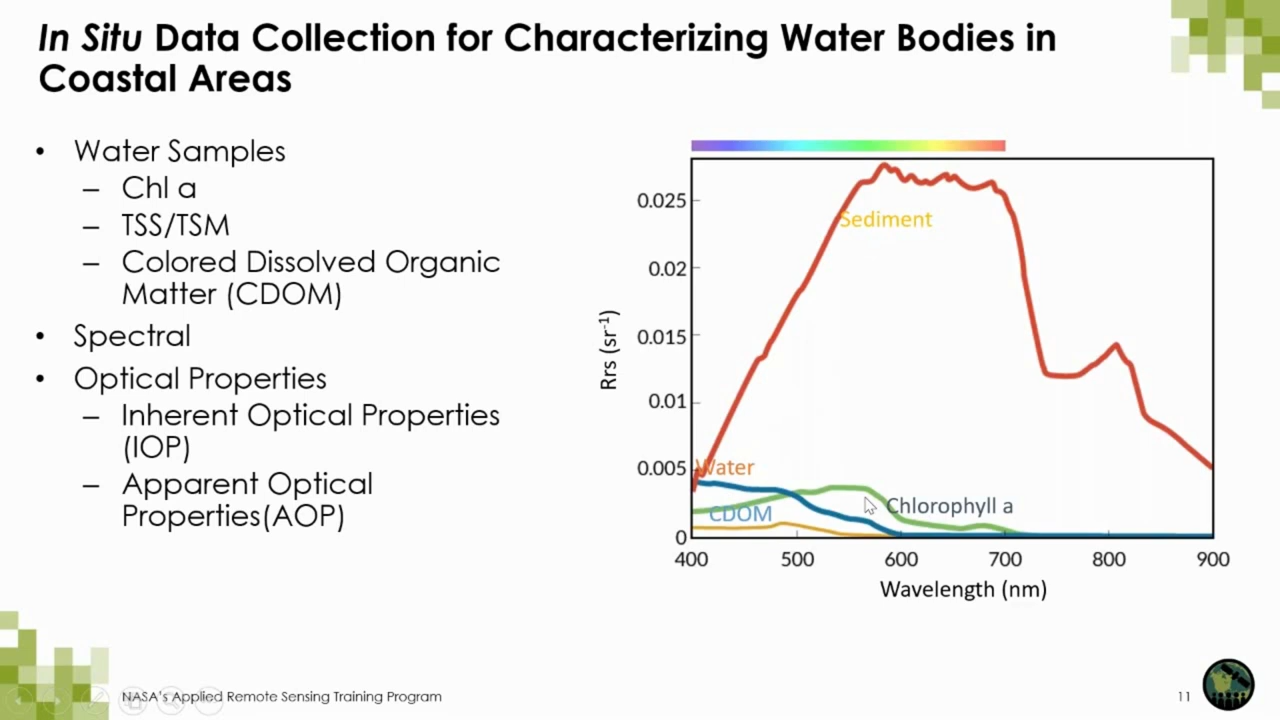 In Situ Data Collection for Characterizing Water Bodies in
Coastal Areas
• Water Samples
– Chl a
– TSS/TSM
– Colored Dissolved Organic
Matter (CDOM)
• Spectral
• Optical Properties
– Inherent Optical Properties
(IOP)
– Apparent Optical
Properties(AOP)
0.025
0.02
0.015
0.01
0.005
0
Rrs (sr⁻¹)
Sediment
Water
CDOM
Chlorophyll a
400 500 600 700 800 900
Wavelength (nm)
NASA's Applied Remote Sensing Training Program
11